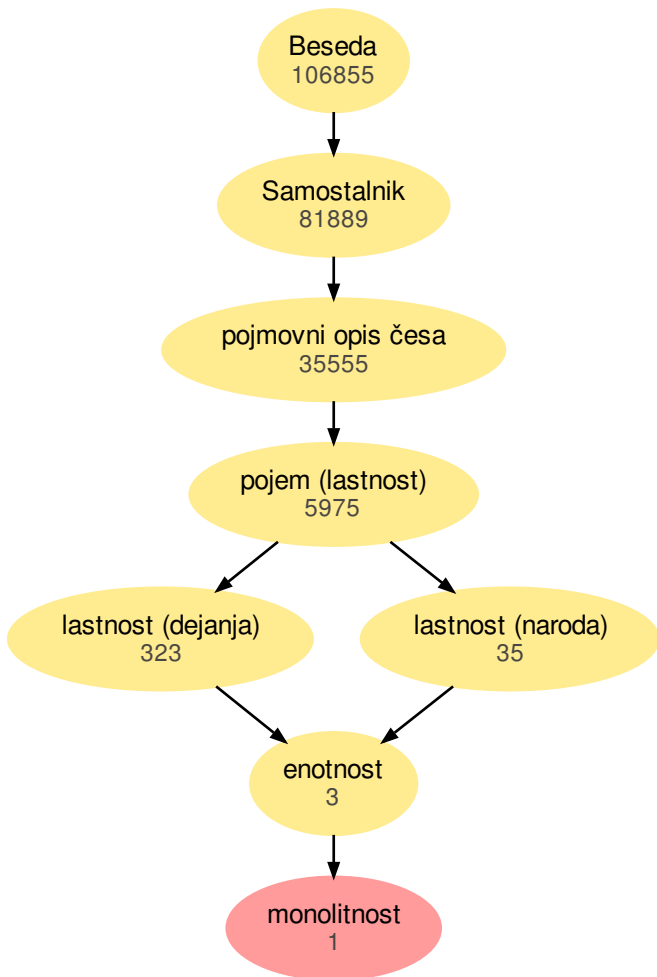 Beseda
106855
Samostalnik
81889
pojmovni opis česa
35555
pojem (lastnost)
5975
lastnost (dejanja)
323
lastnost (naroda)
35
enotnost
3
monolitnost
1